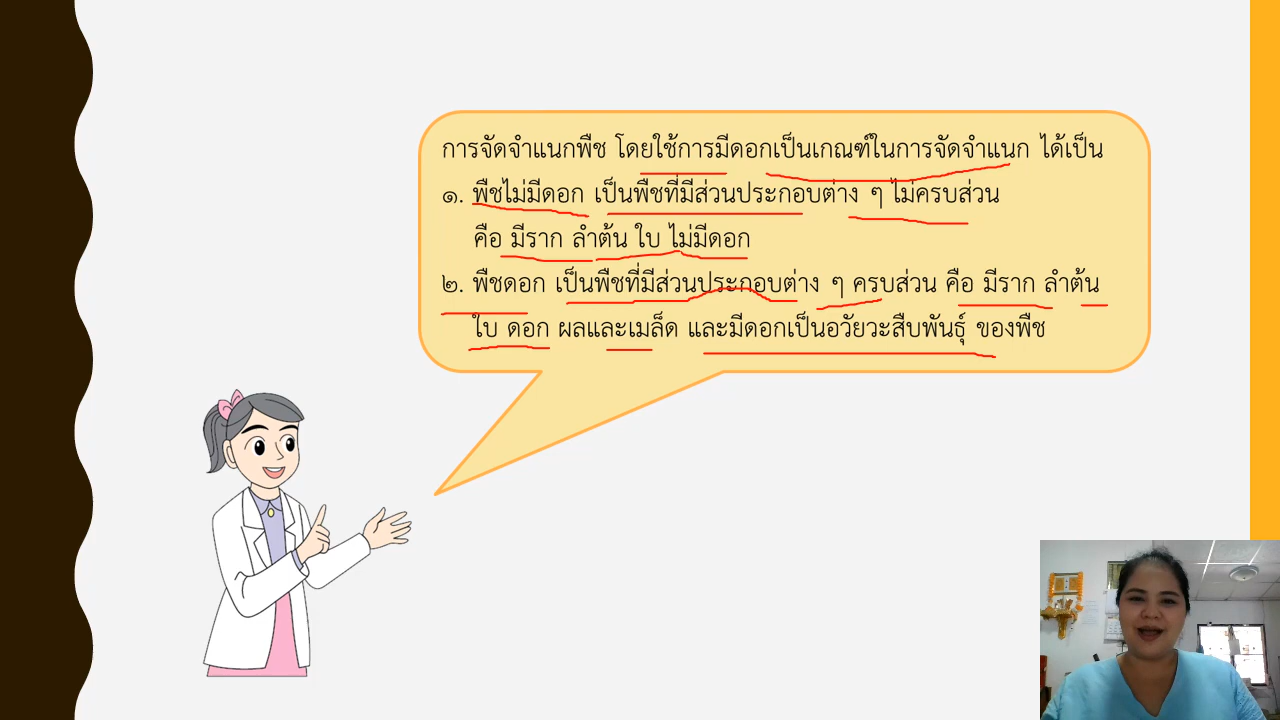 การจัดจำแนกพืช โดยใช้การมีดอกเป็นเกณฑ์ในการจัดจำแนก ได้เป็น
๑. พืชไม่มีดอก เป็นพืชที่มีส่วนประกอบต่าง ๆ ไม่ครบส่วน
คือ มีราก ลำต้น ใบ ไม่มีดอก
๒. พืชดอก เป็นพืชที่มีส่วนประกอบต่าง ๆ ครบส่วน คือ มีราก ลำต้น
ใบ ดอก ผลและเมล็ด และมีดอกเป็นอวัยวะสืบพันธุ์ ของพืช